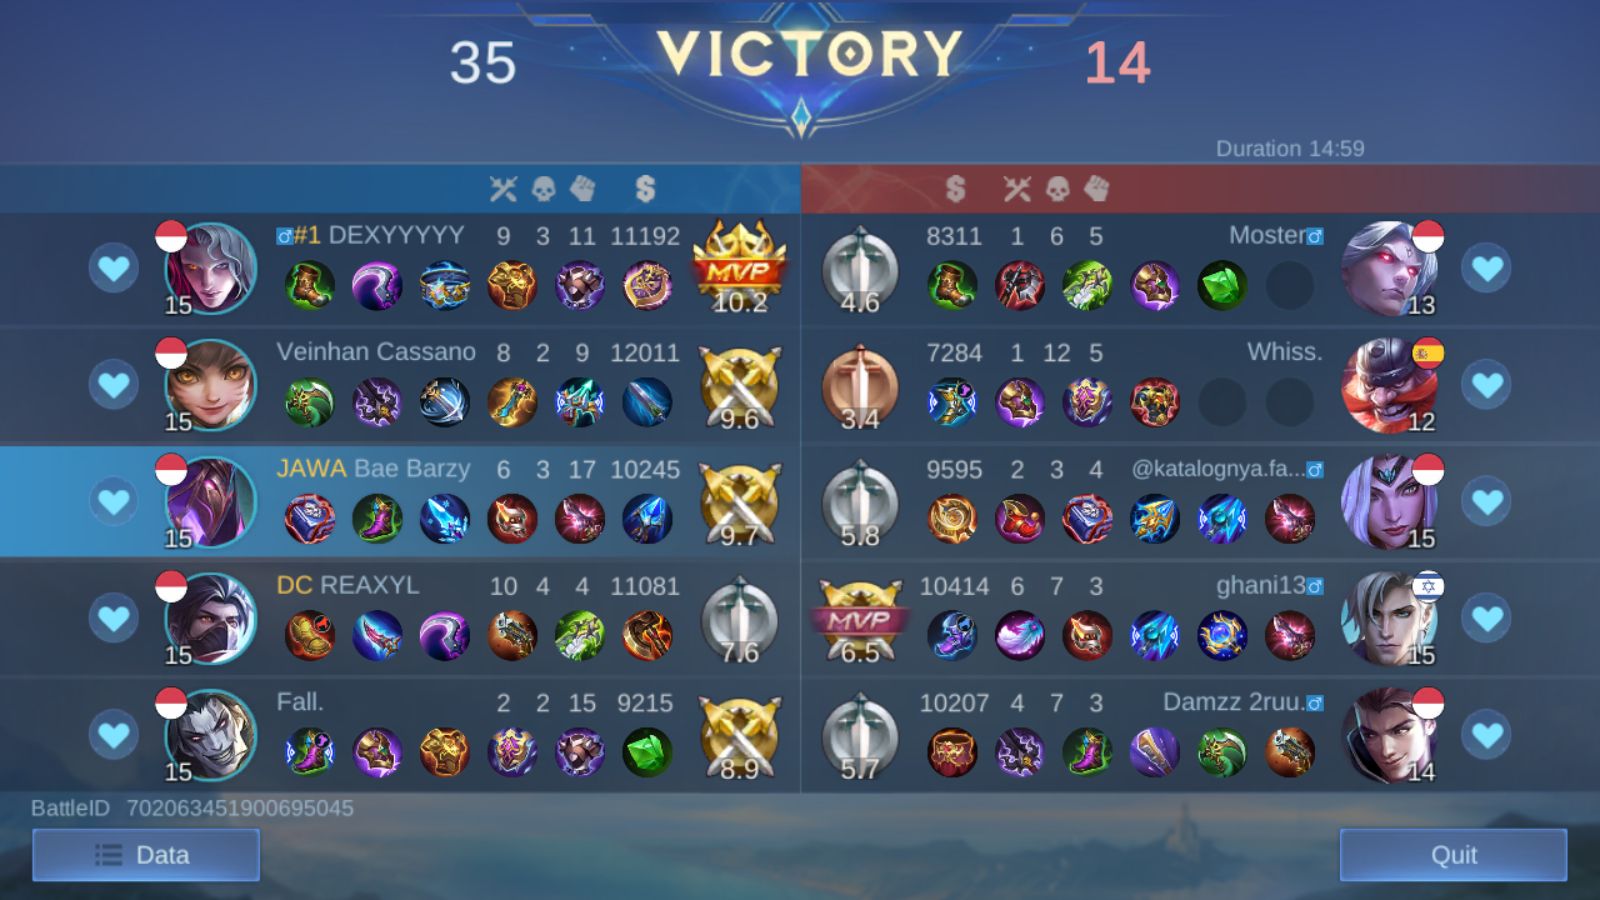 35 VICTORY 14
Duration 14:59
#1 DEXYYYYY 9 3 11 11192 MVP 10.2 15
4.6 8311 1 6 5 Moster 13
Veinhan Cassano 8 2 9 12011 9.6 15
3.4 7284 1 12 5 Whiss. 12
JAWA Bae Barzy 6 3 17 10245 9.7 15
5.8 9595 2 3 4 @katalognya.fa... 15
DC REAXYL 10 4 4 11081 7.6 15
MVP 6.5 10414 6 7 3 ghani13 15
Fall. 2 2 15 9215 8.9 15
5.7 10207 4 7 3 Damzz 2ruu. 14
BattleID 702063451900695045
Data
Quit